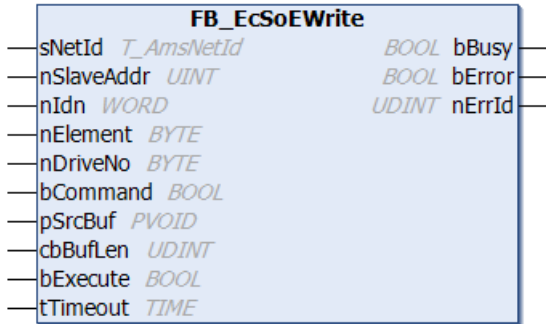 FB_EcSoEWrite
sNetId T_AmsNetId BOOL bBusy
nSlaveAddr UINT BOOL bError
nIdn WORD UDINT nErrId
nElement BYTE
nDriveNo BYTE
bCommand BOOL
pSrcBuf PVOID
cbBufLen UDINT
bExecute BOOL
tTimeout TIME